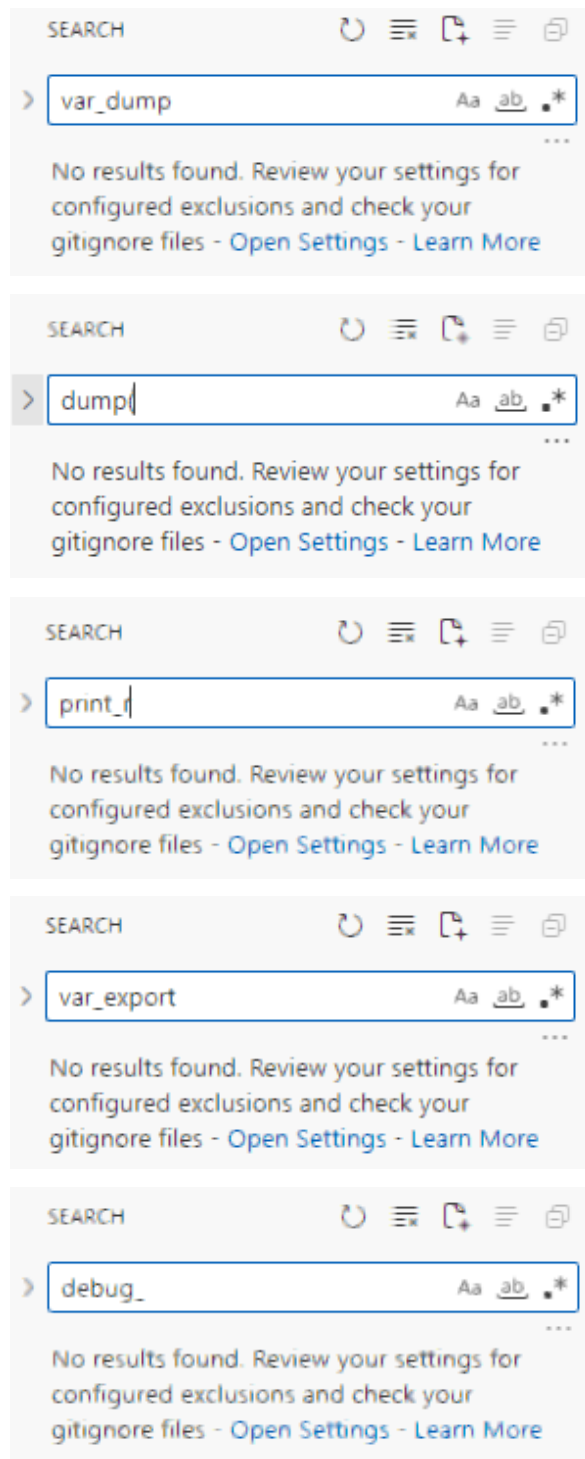 SEARCH
var_dump
Aa ab .*
...
No results found. Review your settings for
configured exclusions and check your
gitignore files - Open Settings - Learn More
SEARCH
dump(
Aa ab .*
...
No results found. Review your settings for
configured exclusions and check your
gitignore files - Open Settings - Learn More
SEARCH
print_r
Aa ab .*
...
No results found. Review your settings for
configured exclusions and check your
gitignore files - Open Settings - Learn More
SEARCH
var_export
Aa ab .*
...
No results found. Review your settings for
configured exclusions and check your
gitignore files - Open Settings - Learn More
SEARCH
debug_
Aa ab .*
...
No results found. Review your settings for
configured exclusions and check your
gitignore files - Open Settings - Learn More